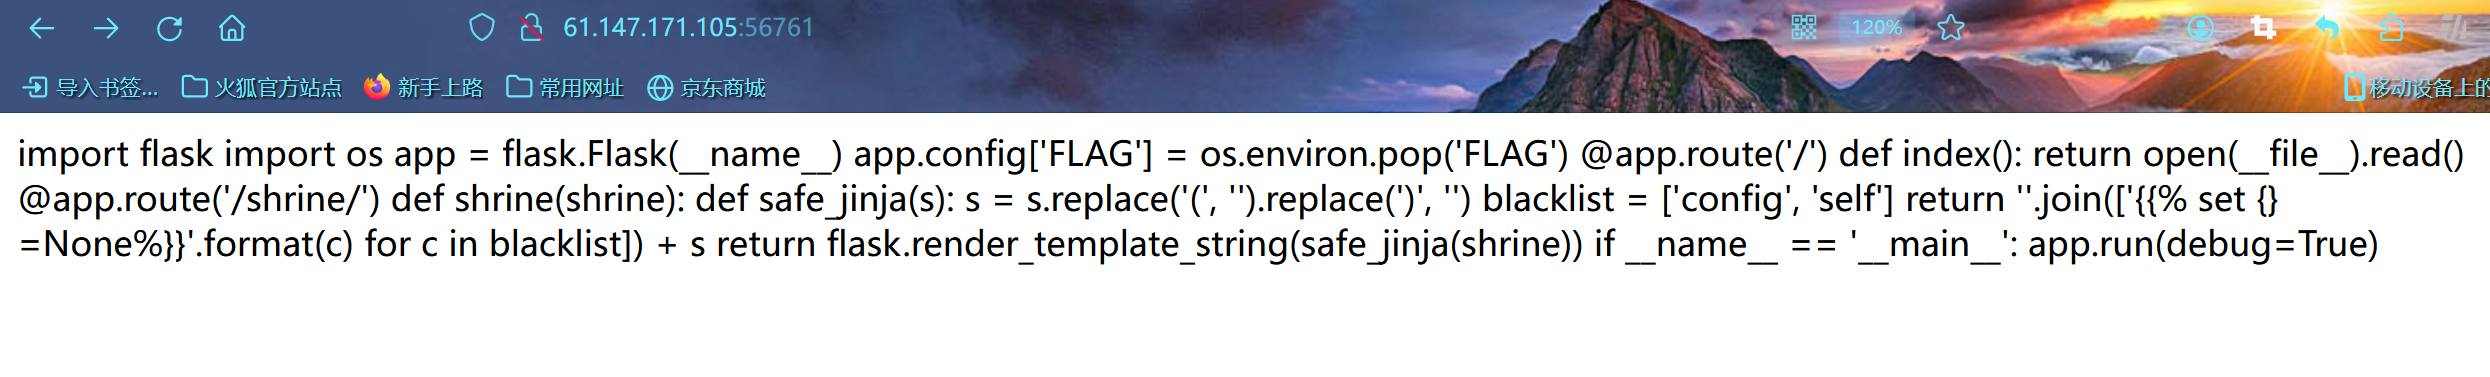 61.147.171.105:56761
120%
导入书签...
火狐官方站点
新手上路
常用网址
京东商城
移动设备上的
import flask import os app = flask.Flask(__name__) app.config['FLAG'] = os.environ.pop('FLAG') @app.route('/') def index(): return open(__file__).read()
@app.route('/shrine/') def shrine(shrine): def safe_jinja(s): s = s.replace('(', '').replace(')', '') blacklist = ['config', 'self'] return ''.join(['{{% set {}
=None%}}'.format(c) for c in blacklist]) + s return flask.render_template_string(safe_jinja(shrine)) if __name__ == '__main__': app.run(debug=True)